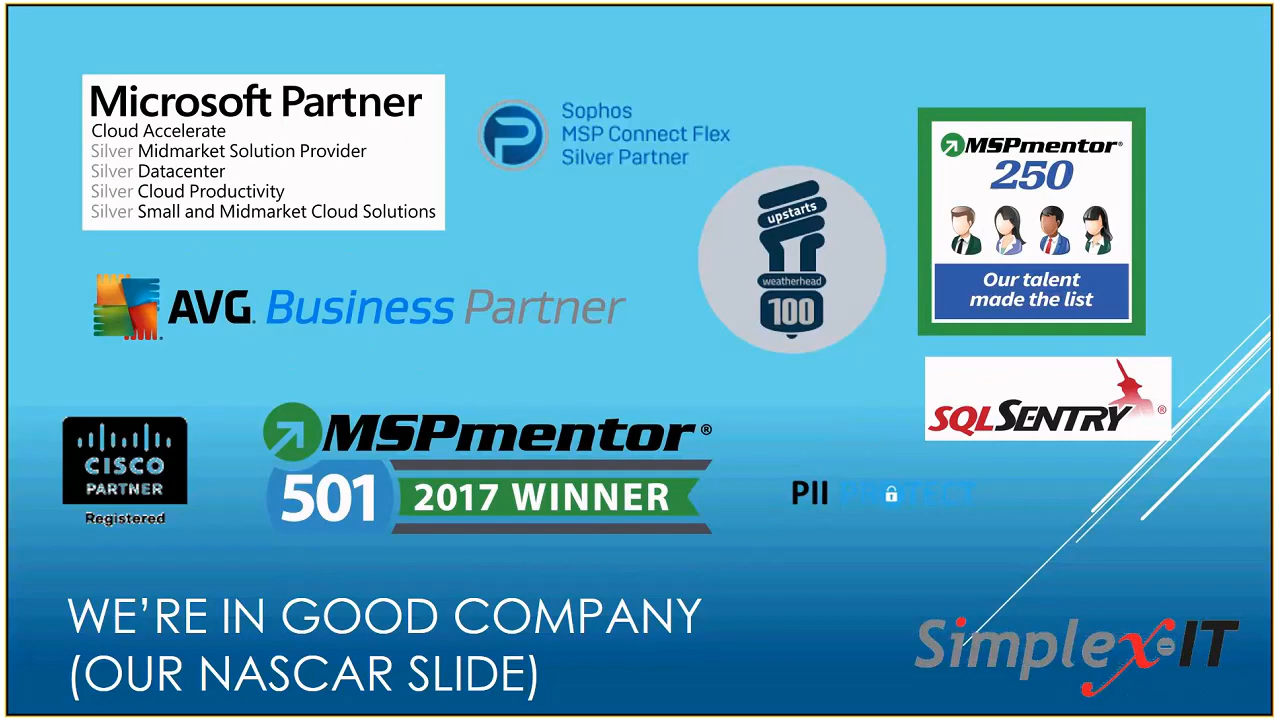 Microsoft Partner
Cloud Accelerate
Silver Midmarket Solution Provider
Silver Datacenter
Silver Cloud Productivity
Silver Small and Midmarket Cloud Solutions
Sophos
MSP Connect Flex
Silver Partner
upstarts
weatherhead
100
MSPmentor®
250
Our talent
made the list
AVG. Business Partner
SQLSENTRY®
CISCO
PARTNER
Registered
MSPmentor®
501 2017 WINNER
PII PROTECT
WE'RE IN GOOD COMPANY
(OUR NASCAR SLIDE)
Simplex-IT